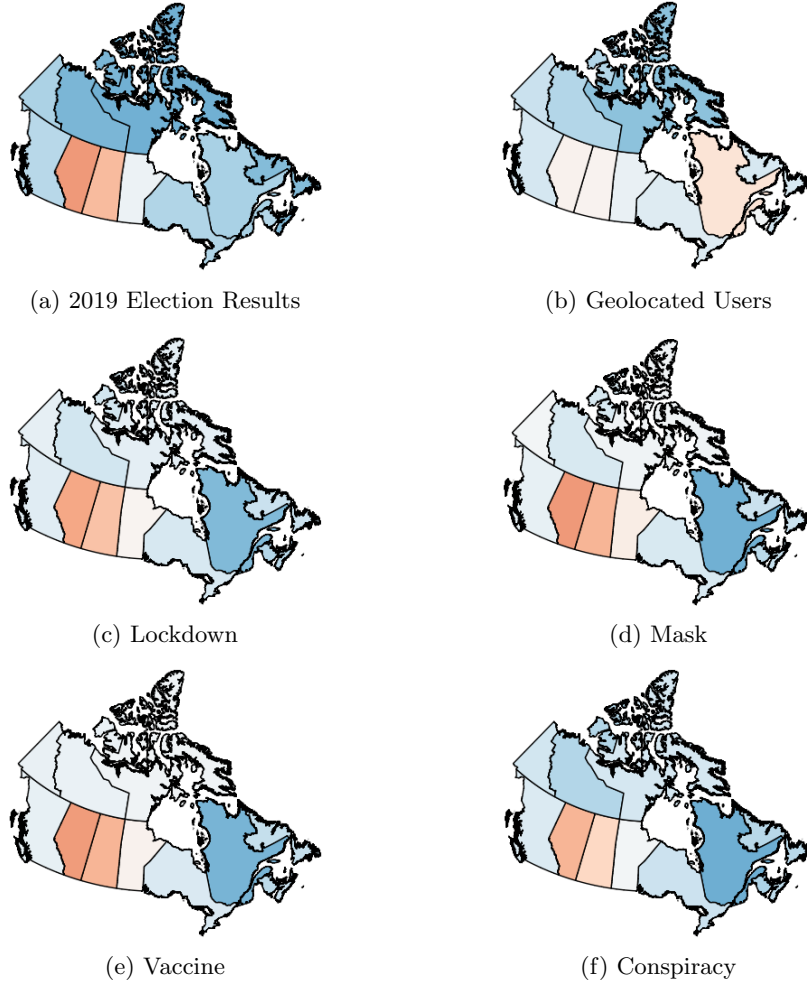 (a) 2019 Election Results
(b) Geolocated Users
(c) Lockdown
(d) Mask
(e) Vaccine
(f) Conspiracy